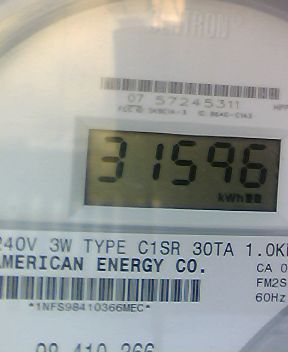 ITRON
07 57245311
31596
kWh
240V 3W TYPE C1SR 30TA 1.0K
AMERICAN ENERGY CO.
CA 0
FM2S
60Hz
*1NFS98410366MEC*